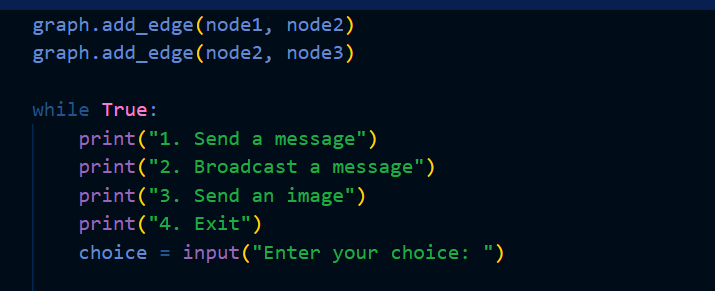 graph.add_edge(node1, node2)
graph.add_edge(node2, node3)
while True:
print("1. Send a message")
print("2. Broadcast a message")
print("3. Send an image")
print("4. Exit")
choice = input("Enter your choice: ")